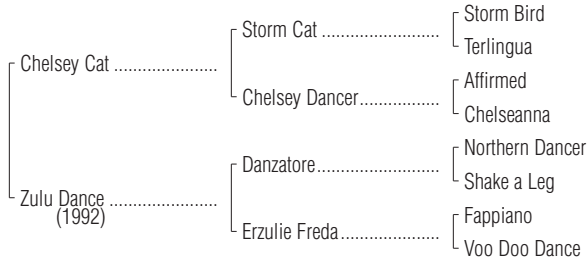 Storm Bird
Storm Cat ........................
Terlingua
Chelsey Cat .....................
Affirmed
Chelsey Dancer................
Chelseanna
Northern Dancer
Danzatore.........................
Shake a Leg
Zulu Dance ......................
(1992)
Fappiano
Erzulie Freda....................
Voo Doo Dance